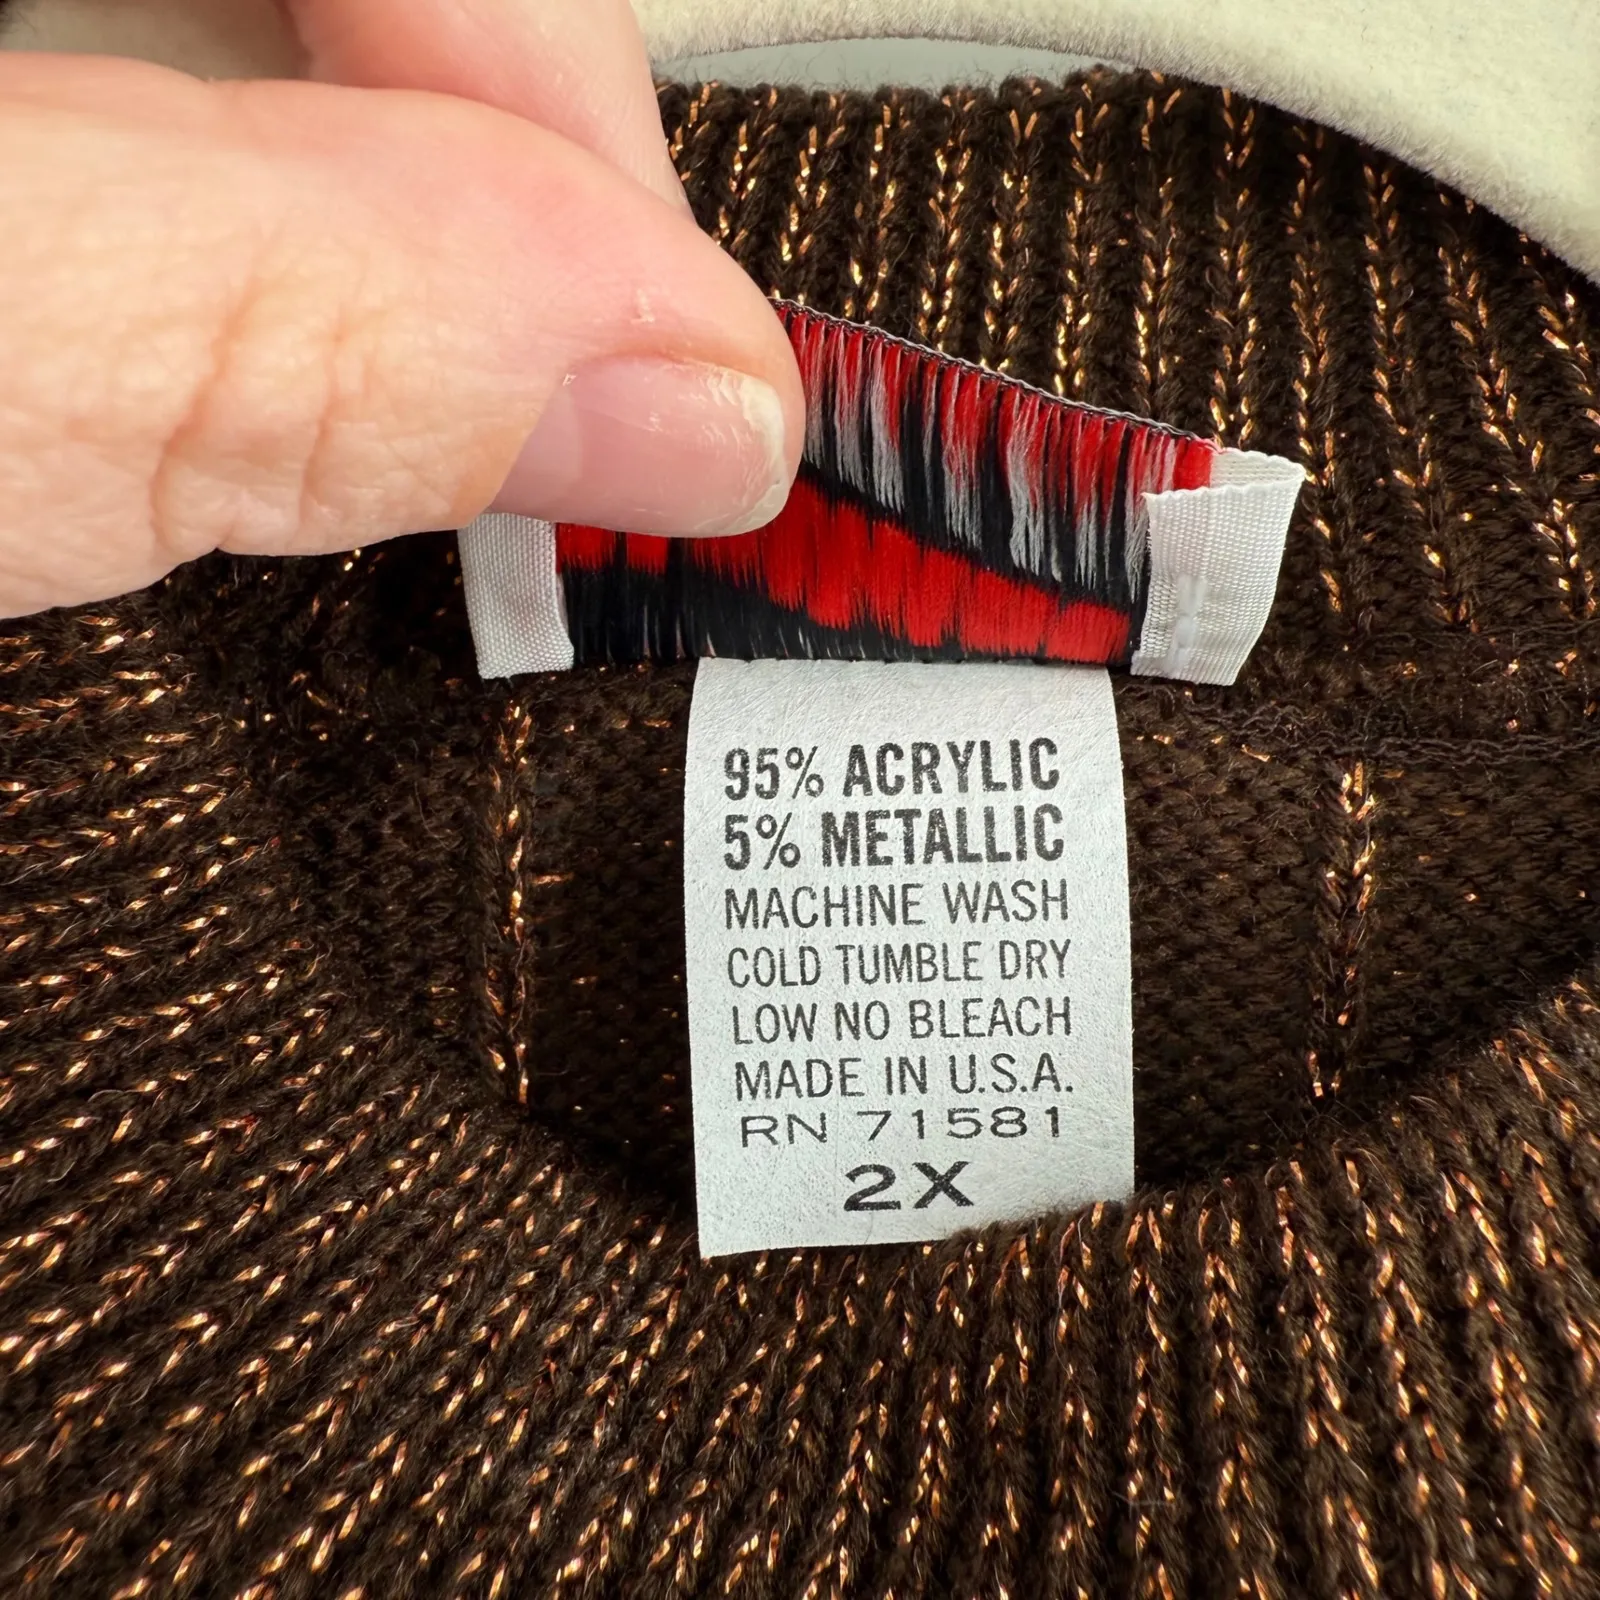 95% ACRYLIC
5% METALLIC
MACHINE WASH
COLD TUMBLE DRY
LOW NO BLEACH
MADE IN U.S.A.
RN 71581
2X